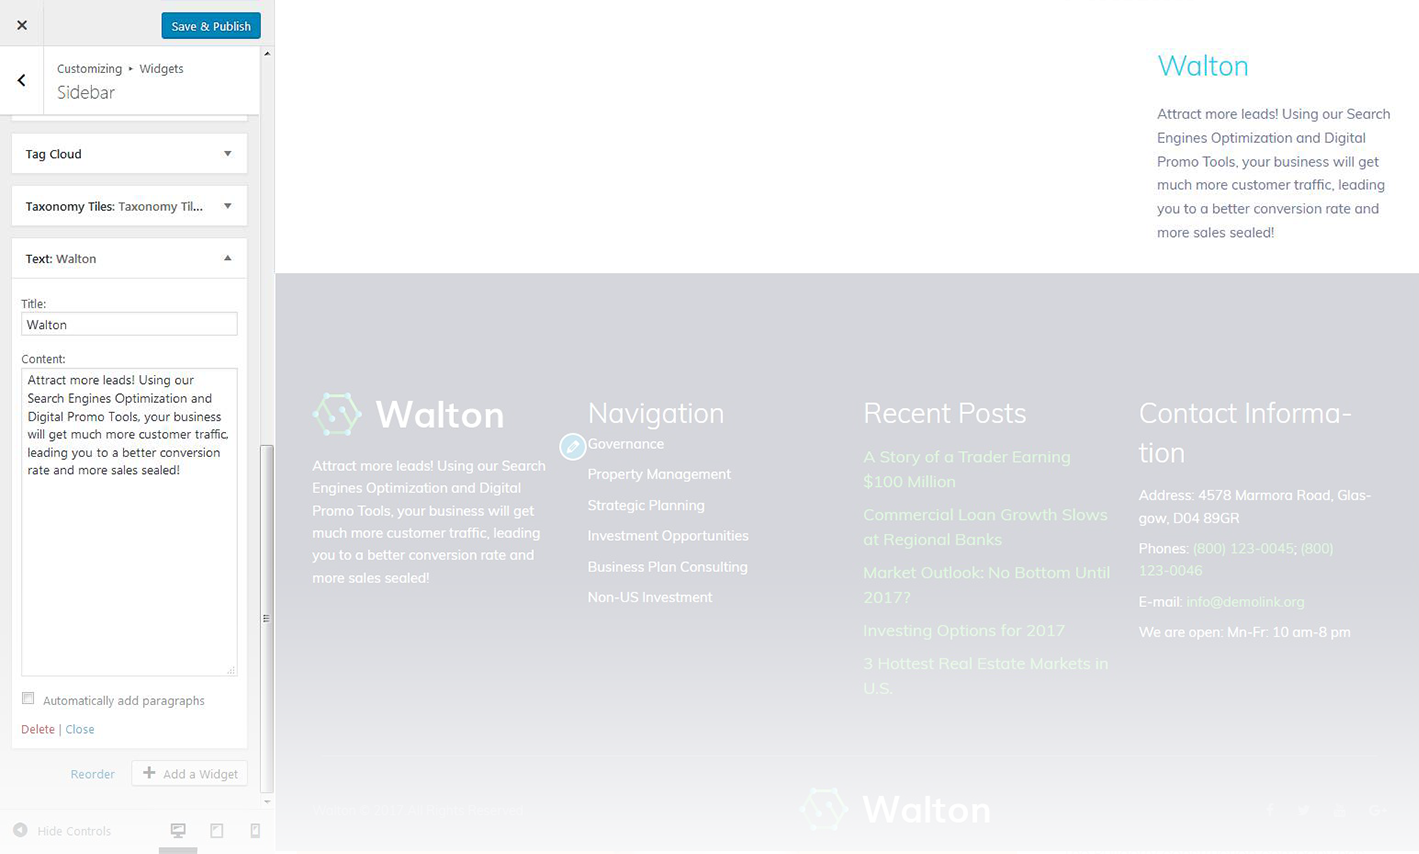 Save & Publish
Customizing ▸ Widgets
Sidebar
Tag Cloud
Taxonomy Tiles: Taxonomy Til...
Text: Walton
Title:
Walton
Content:
Attract more leads! Using our
Search Engines Optimization and
Digital Promo Tools, your business
will get much more customer traffic,
leading you to a better conversion
rate and more sales sealed!
Automatically add paragraphs
Delete | Close
Reorder
Add a Widget
Hide Controls
Walton
Attract more leads! Using our Search
Engines Optimization and Digital
Promo Tools, your business will get
much more customer traffic, leading
you to a better conversion rate and
more sales sealed!
Walton
Attract more leads! Using our Search
Engines Optimization and Digital
Promo Tools, your business will get
much more customer traffic, leading
you to a better conversion rate and
more sales sealed!
Navigation
Governance
Property Management
Strategic Planning
Investment Opportunities
Business Plan Consulting
Non-US Investment
Recent Posts
A Story of a Trader Earning
$100 Million
Commercial Loan Growth Slows
at Regional Banks
Market Outlook: No Bottom Until
2017?
Investing Options for 2017
3 Hottest Real Estate Markets in
U.S.
Contact Informa-
tion
Address: 4578 Marmora Road, Glas-
gow, D04 89GR
Phones: (800) 123-0045; (800)
123-0046
E-mail: info@demolink.org
We are open: Mn-Fr: 10 am-8 pm
Walton